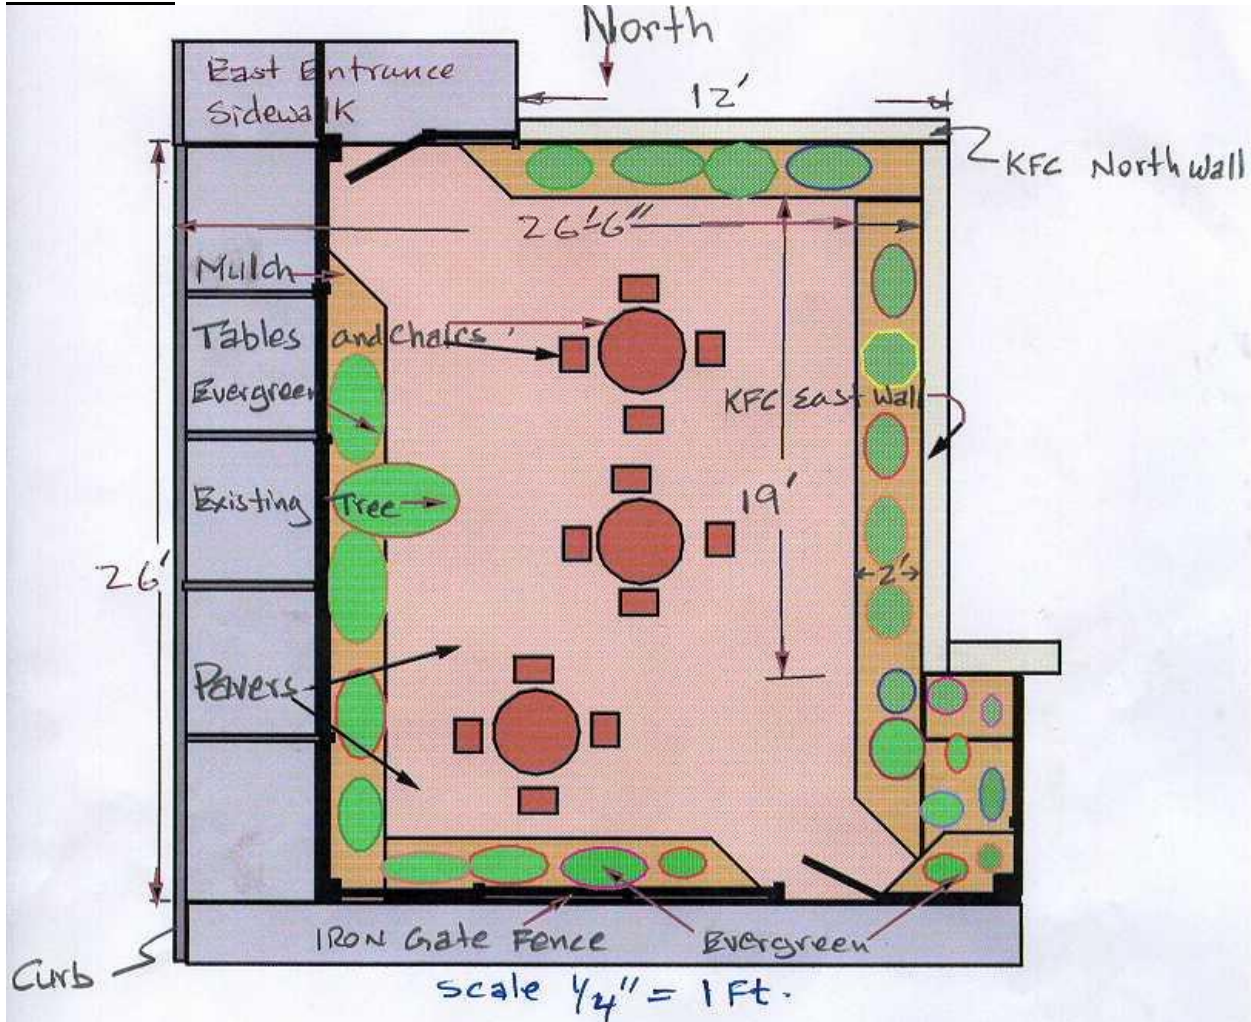 North
East Entrance
Sidewalk
12'
KFC North Wall
26'-6"
Mulch
Tables and Chairs
Evergreen
KFC East Wall
Existing Tree
19'
26'
2'
Pavers
IRON Gate Fence
Evergreen
Curb
Scale 1/4" = 1 Ft.